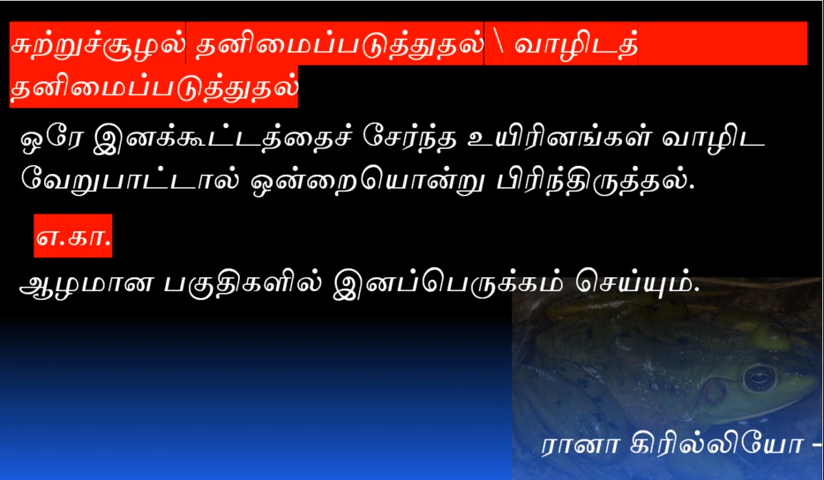 சுற்றுச்சூழல் தனிமைப்படுத்துதல் \ வாழிடத்
தனிமைப்படுத்துதல்
ஒரே இனக்கூட்டத்தைச் சேர்ந்த உயிரினங்கள் வாழிட
வேறுபாட்டால் ஒன்றையொன்று பிரிந்திருத்தல்.
எ.கா.
ஆழமான பகுதிகளில் இனப்பெருக்கம் செய்யும்.
ரானா கிரில்லியோ -